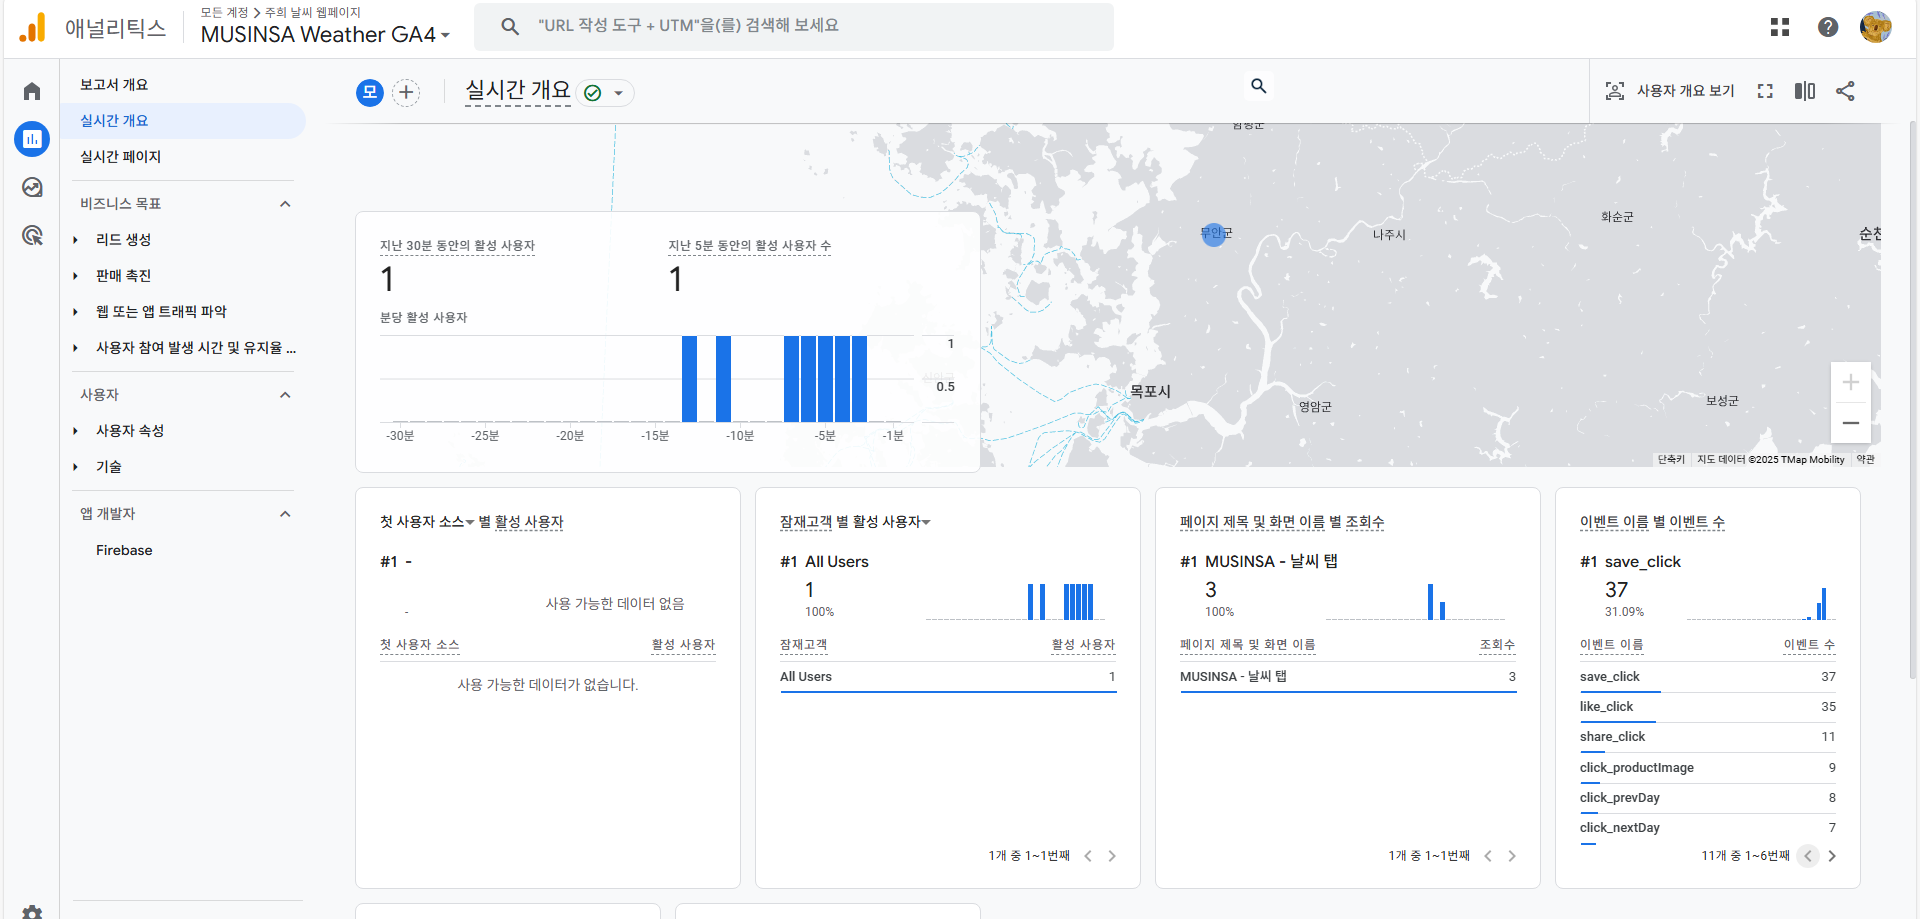 애널리틱스
모든 계정 > 주희 날씨 웹페이지
MUSINSA Weather GA4
"URL 작성 도구 + UTM"을(를) 검색해 보세요
보고서 개요
실시간 개요
실시간 페이지
비즈니스 목표
리드 생성
판매 촉진
웹 또는 앱 트래픽 파악
사용자 참여 발생 시간 및 유지율 ...
사용자
사용자 속성
기술
앱 개발자
Firebase
모
실시간 개요
사용자 개요 보기
함평군
무안군
나주시
화순군
순천
목포시
영암군
보성군
단축키
지도 데이터 ©2025 TMap Mobility
약관
지난 30분 동안의 활성 사용자
1
지난 5분 동안의 활성 사용자 수
1
분당 활성 사용자
1
0.5
-30분
-25분
-20분
-15분
-10분
-5분
-1분
첫 사용자 소스 별 활성 사용자
#1 -
-
사용 가능한 데이터 없음
첫 사용자 소스
활성 사용자
사용 가능한 데이터가 없습니다.
잠재고객 별 활성 사용자
#1 All Users
1
100%
잠재고객
활성 사용자
All Users
1
1개 중 1~1번째
페이지 제목 및 화면 이름 별 조회수
#1 MUSINSA - 날씨 탭
3
100%
페이지 제목 및 화면 이름
조회수
MUSINSA - 날씨 탭
3
1개 중 1~1번째
이벤트 이름 별 이벤트 수
#1 save_click
37
31.09%
이벤트 이름
이벤트 수
save_click
37
like_click
35
share_click
11
click_productImage
9
click_prevDay
8
click_nextDay
7
11개 중 1~6번째